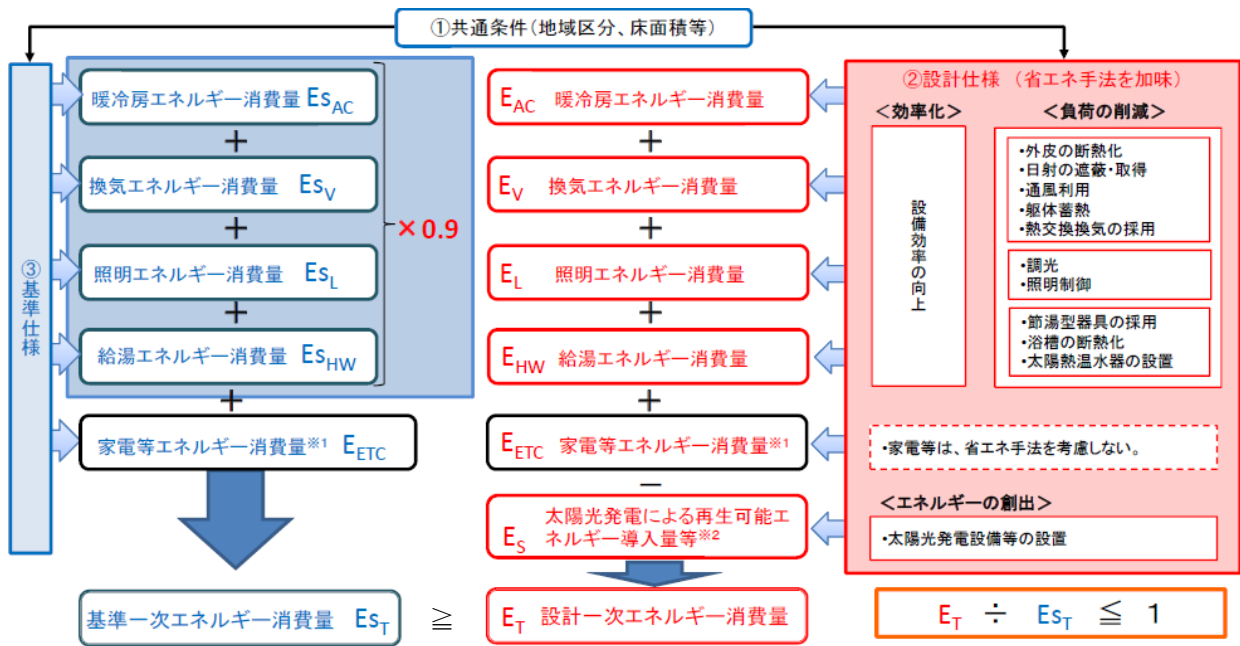 ①共通条件(地域区分、床面積等)
③基準仕様
暖冷房エネルギー消費量 EsAC
+
換気エネルギー消費量 EsV
+
照明エネルギー消費量 EsL
+
給湯エネルギー消費量 EsHW
×0.9
+
家電等エネルギー消費量※1 EETC
基準一次エネルギー消費量 EsT
≧
EAC 暖冷房エネルギー消費量
+
EV 換気エネルギー消費量
+
EL 照明エネルギー消費量
+
EHW 給湯エネルギー消費量
+
EETC 家電等エネルギー消費量※1
−
ES 太陽光発電による再生可能エ
ネルギー導入量等※2
ET 設計一次エネルギー消費量
②設計仕様 (省エネ手法を加味)
<効率化>
設備効率の向上
<負荷の削減>
・外皮の断熱化
・日射の遮蔽・取得
・通風利用
・躯体蓄熱
・熱交換換気の採用
・調光
・照明制御
・節湯型器具の採用
・浴槽の断熱化
・太陽熱温水器の設置
・家電等は、省エネ手法を考慮しない。
<エネルギーの創出>
・太陽光発電設備等の設置
ET ÷ EsT ≦ 1